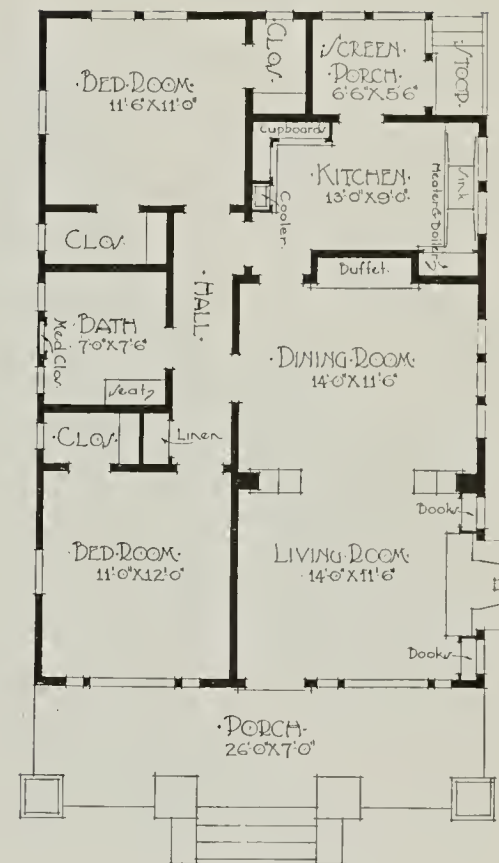 ·BED·ROOM·
11'6"X11'0"
CLOS
·SCREEN·
PORCH·
6'6"X5'6"
STOOP.
Cupboards
·KITCHEN·
13'0"X9'0"
Cooler
Heater & Boiler
Sink
CLOS·
·HALL·
Buffet.
·BATH
7'0"X7'6"
Med Clos.
Seat
·DINING·ROOM·
14'0"X11'6"
CLOS·
Linen
Books
·BED·ROOM·
11'0"X12'0"
LIVING·ROOM·
14'0"X11'6"
Books
·PORCH·
26'0"X7'0"